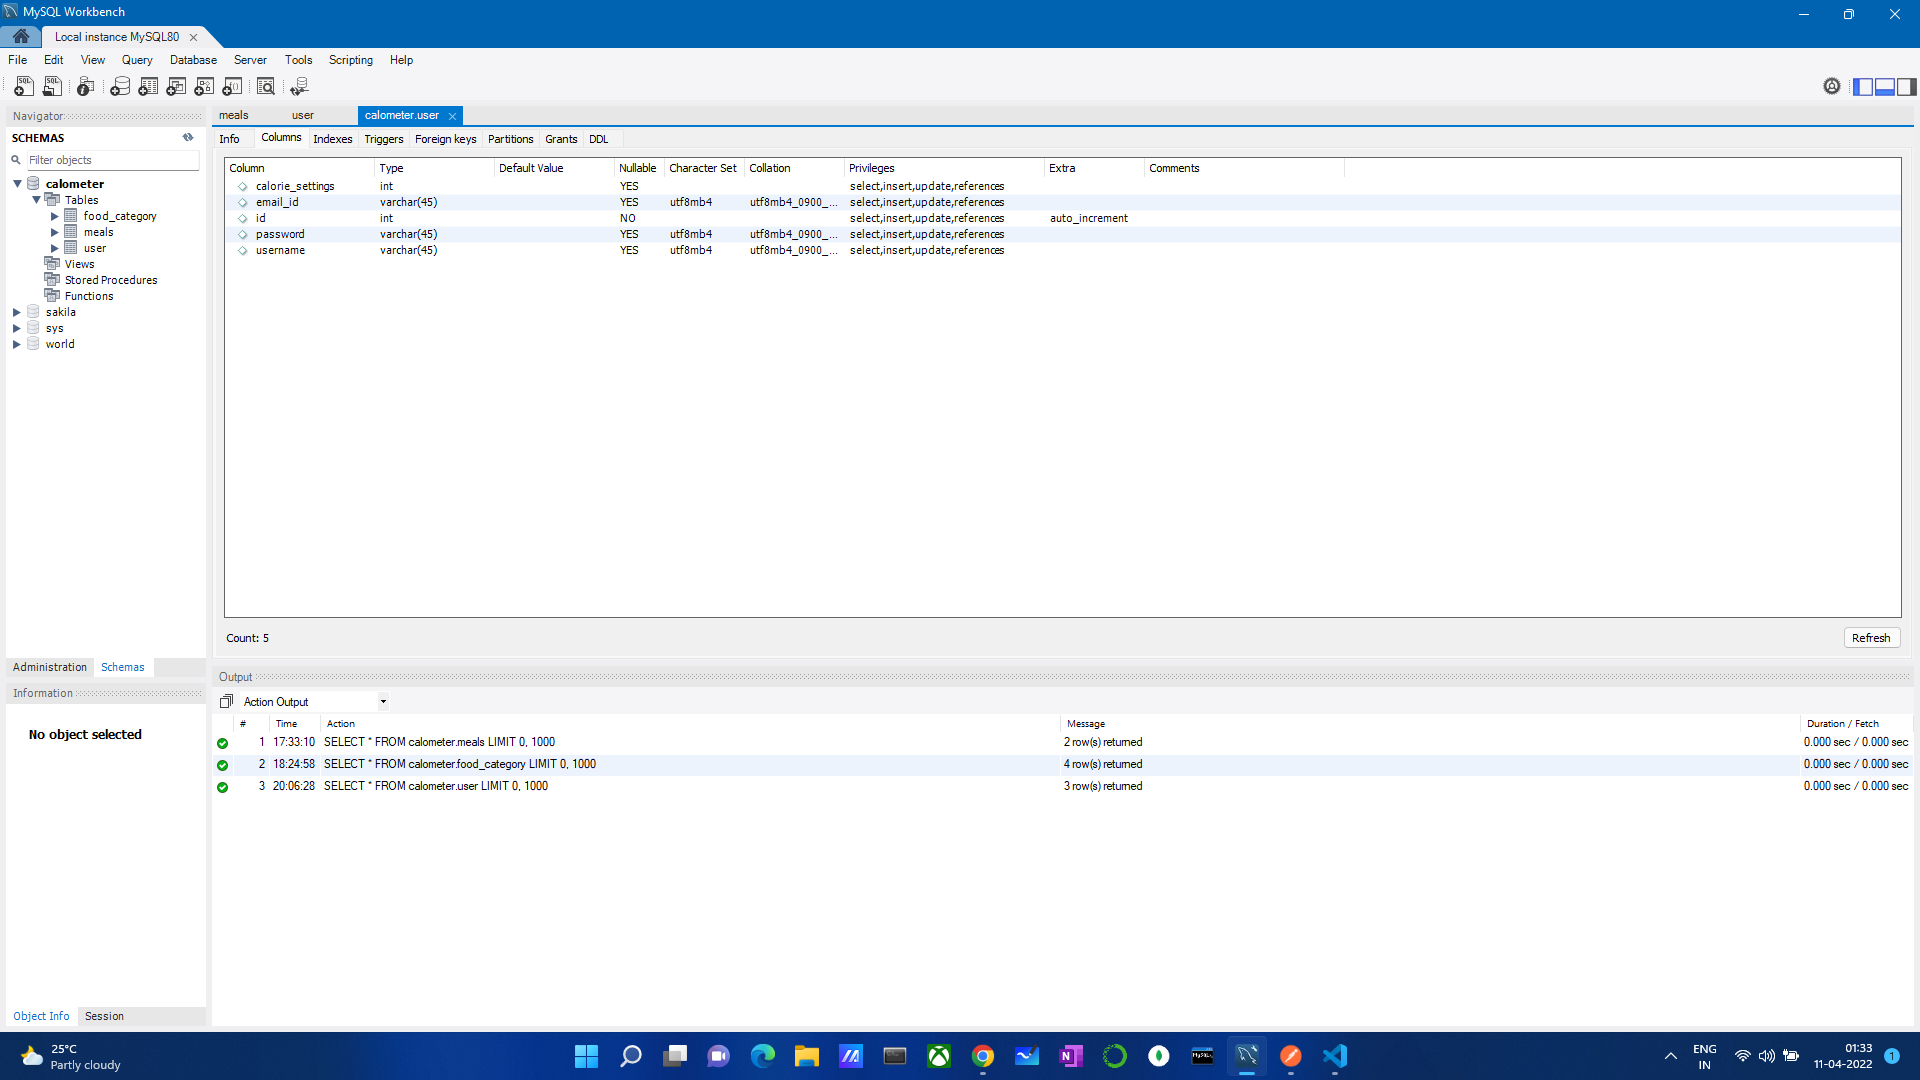 MySQL Workbench
Local instance MySQL80
File Edit View Query Database Server Tools Scripting Help
Navigator
SCHEMAS
Filter objects
calometer
Tables
food_category
meals
user
Views
Stored Procedures
Functions
sakila
sys
world
Administration Schemas
Information
No object selected
Object Info Session
meals user calometer.user
Info Columns Indexes Triggers Foreign keys Partitions Grants DDL
Column Type Default Value Nullable Character Set Collation Privileges Extra Comments
calorie_settings int YES select,insert,update,references
email_id varchar(45) YES utf8mb4 utf8mb4_0900_... select,insert,update,references
id int NO select,insert,update,references auto_increment
password varchar(45) YES utf8mb4 utf8mb4_0900_... select,insert,update,references
username varchar(45) YES utf8mb4 utf8mb4_0900_... select,insert,update,references
Count: 5
Refresh
Output
Action Output
# Time Action Message Duration / Fetch
1 17:33:10 SELECT * FROM calometer.meals LIMIT 0, 1000 2 row(s) returned 0.000 sec / 0.000 sec
2 18:24:58 SELECT * FROM calometer.food_category LIMIT 0, 1000 4 row(s) returned 0.000 sec / 0.000 sec
3 20:06:28 SELECT * FROM calometer.user LIMIT 0, 1000 3 row(s) returned 0.000 sec / 0.000 sec
25°C
Partly cloudy
MySQL
ENG
IN
01:33
11-04-2022
1